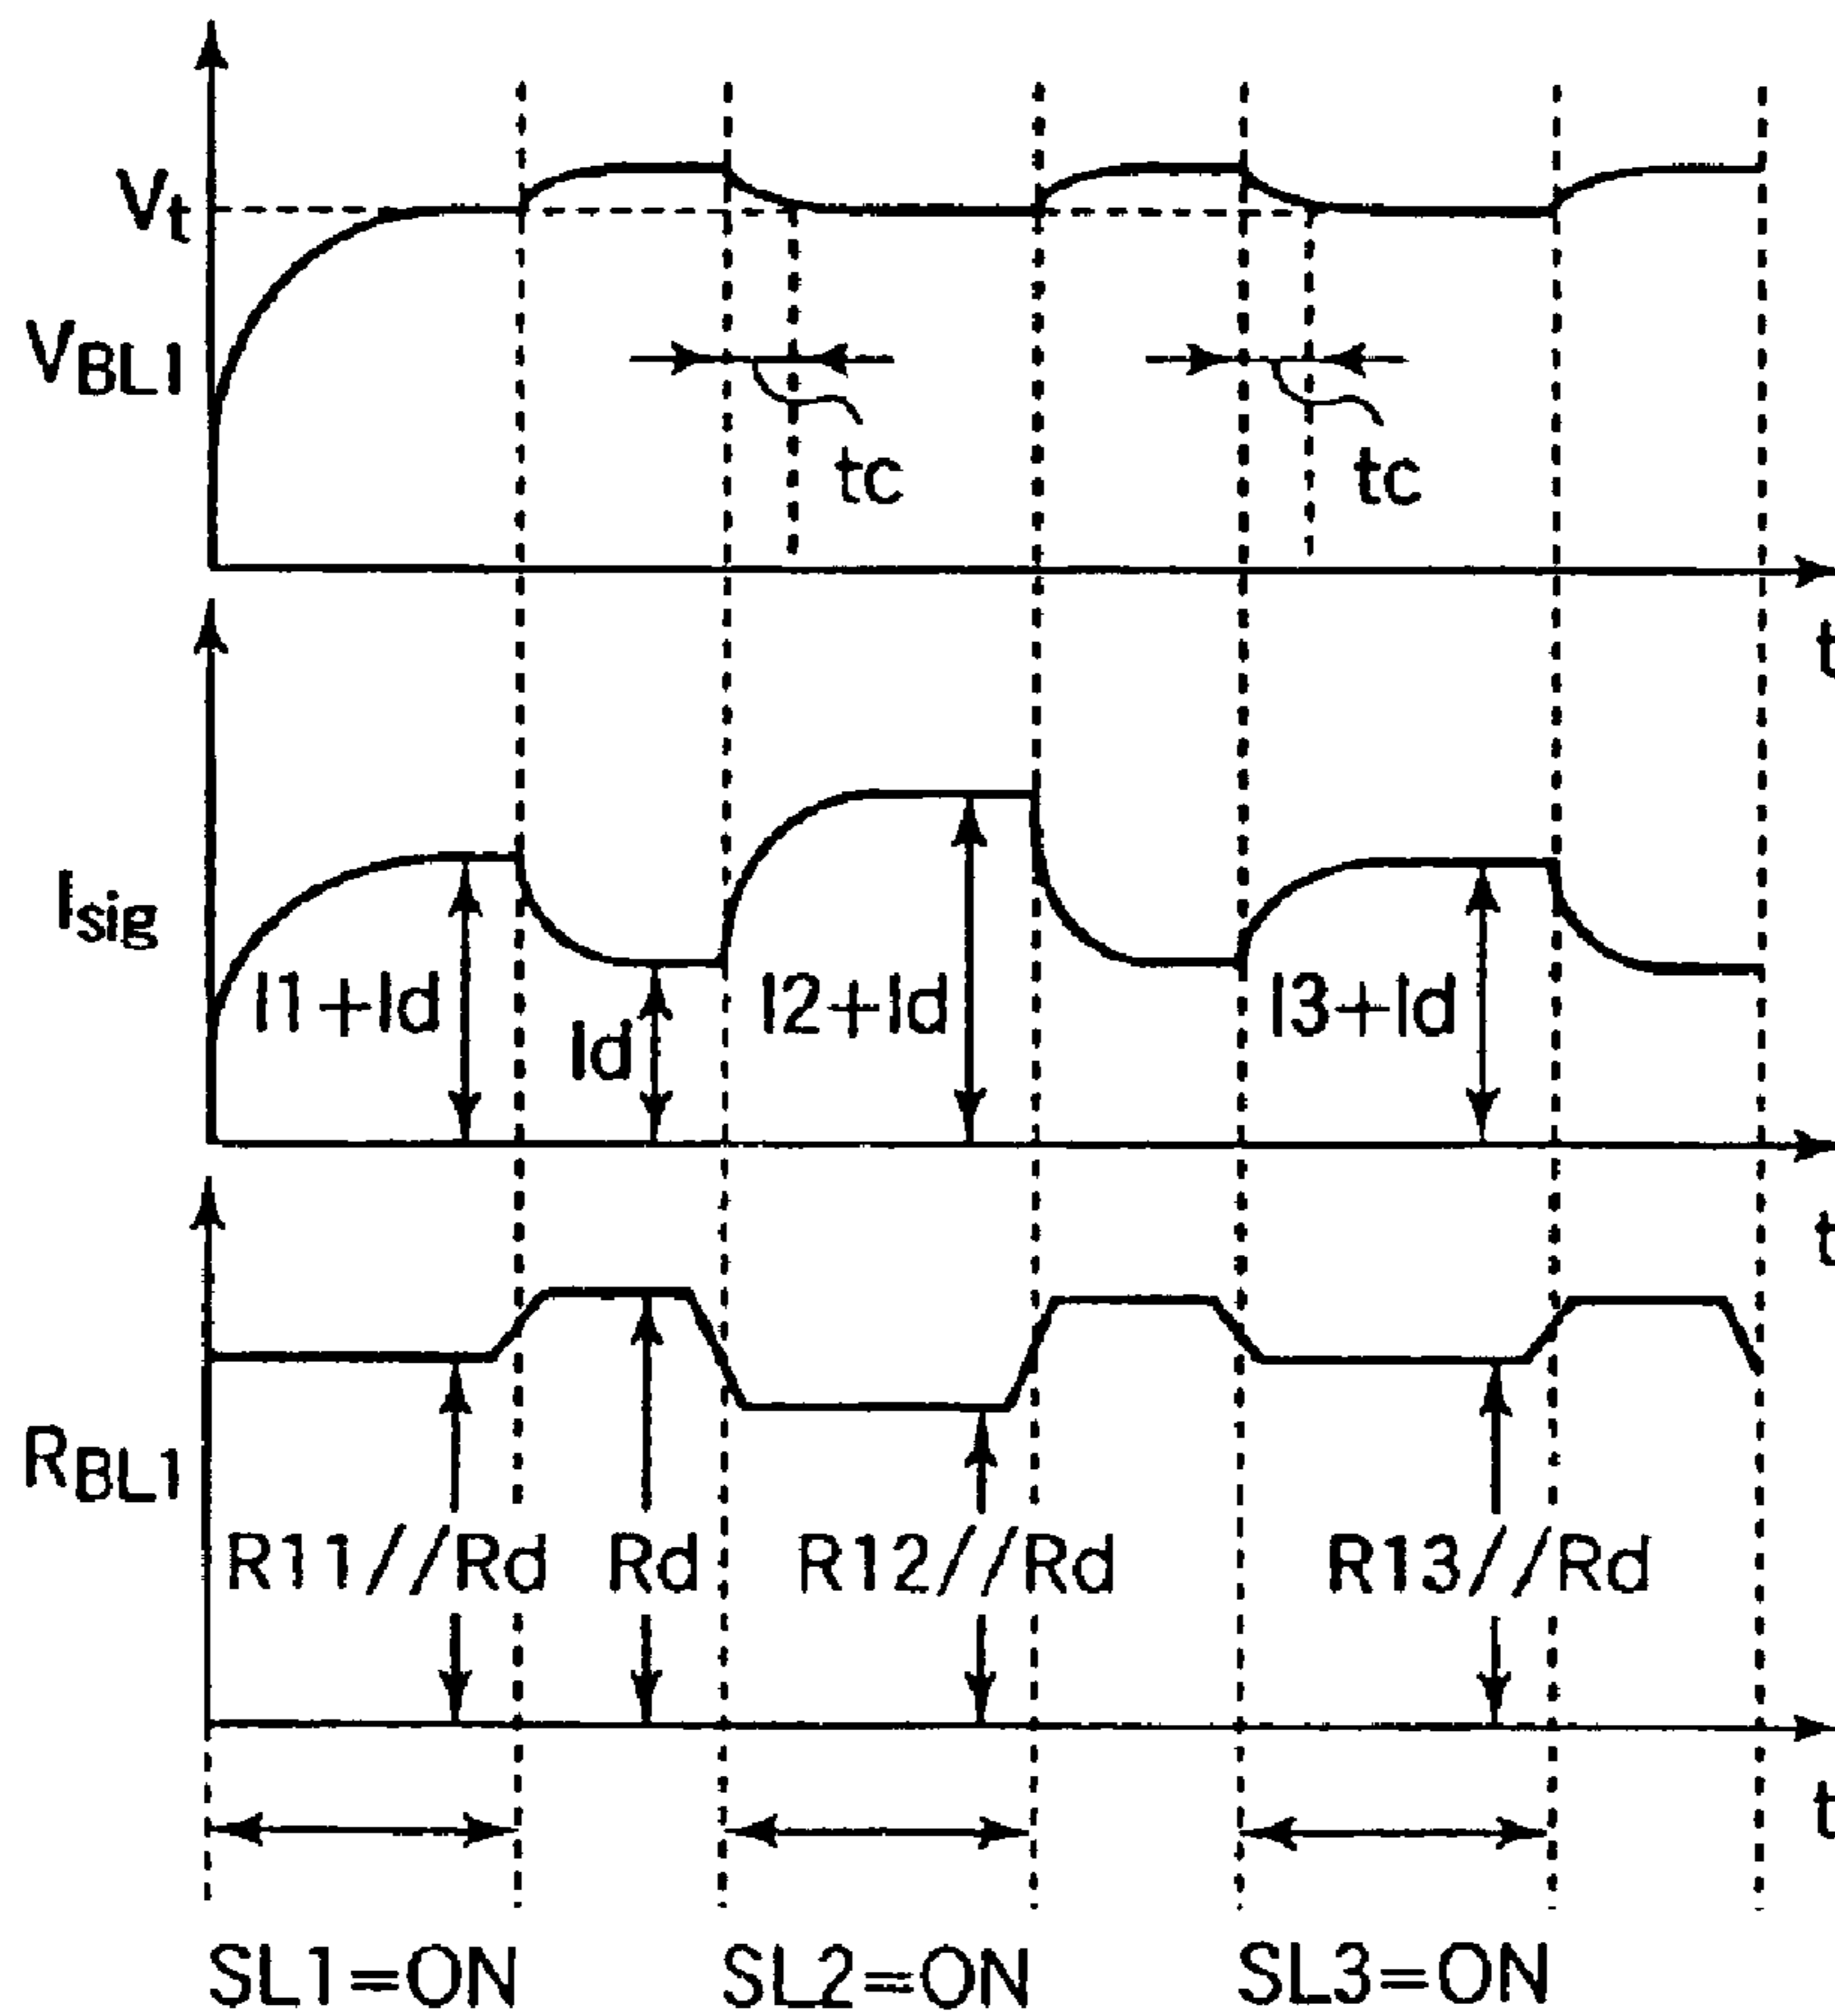 Vt
VBL1
tc
tc
t
Isig
I1+Id
Id
I2+Id
I3+Id
t
RBL1
R11//Rd
Rd
R12//Rd
R13//Rd
t
SL1=ON
SL2=ON
SL3=ON